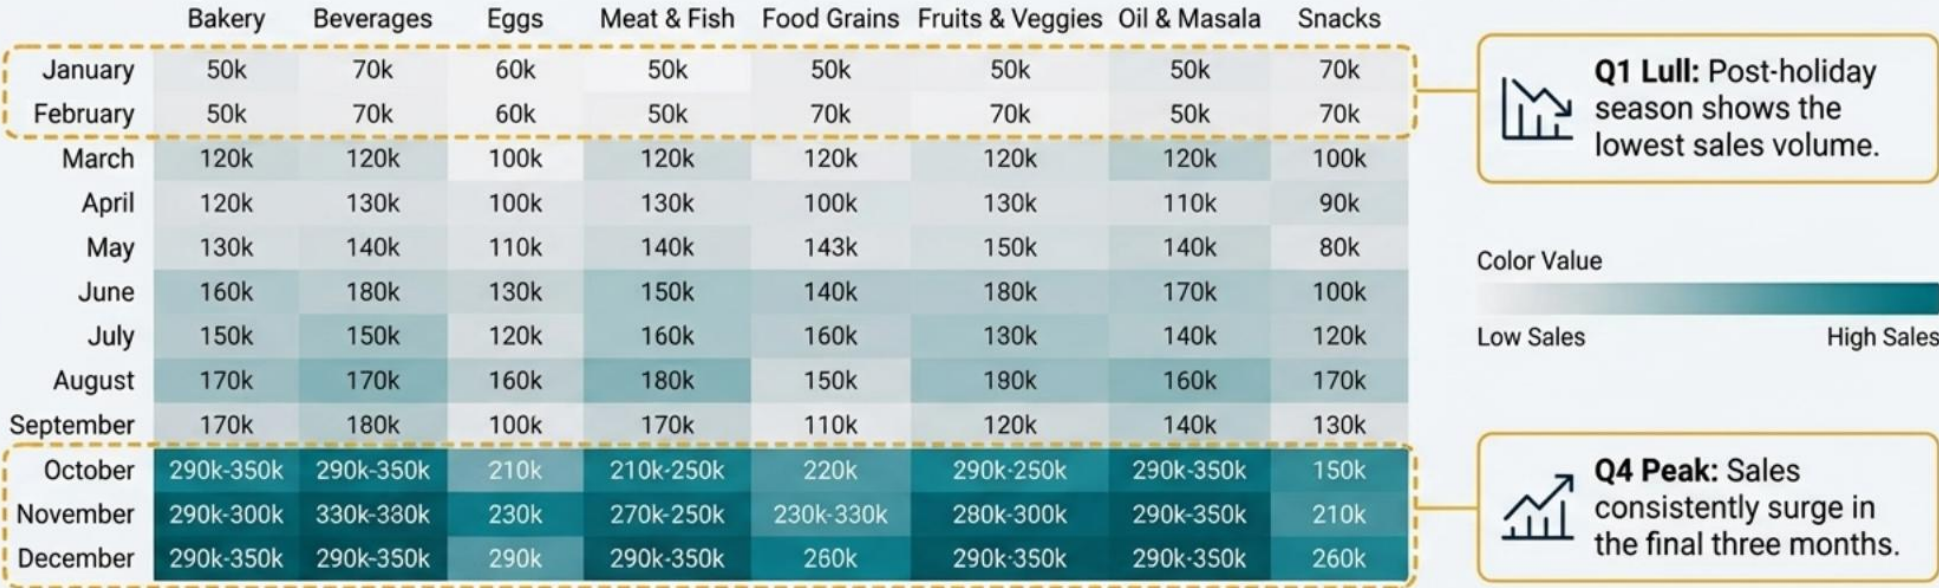 Bakery Beverages Eggs Meat & Fish Food Grains Fruits & Veggies Oil & Masala Snacks
January 50k 70k 60k 50k 50k 50k 50k 70k
February 50k 70k 60k 50k 70k 70k 50k 70k
March 120k 120k 100k 120k 120k 120k 120k 100k
April 120k 130k 100k 130k 100k 130k 110k 90k
May 130k 140k 110k 140k 143k 150k 140k 80k
June 160k 180k 130k 150k 140k 180k 170k 100k
July 150k 150k 120k 160k 160k 130k 140k 120k
August 170k 170k 160k 180k 150k 180k 160k 170k
September 170k 180k 100k 170k 110k 120k 140k 130k
October 290k-350k 290k-350k 210k 210k-250k 220k 290k-250k 290k-350k 150k
November 290k-300k 330k-330k 230k 270k-250k 230k-330k 280k-300k 290k-350k 210k
December 290k-350k 290k-350k 290k 290k-350k 260k 290k-350k 290k-350k 260k
Q1 Lull: Post-holiday
season shows the
lowest sales volume.
Color Value
Low Sales High Sales
Q4 Peak: Sales
consistently surge in
the final three months.